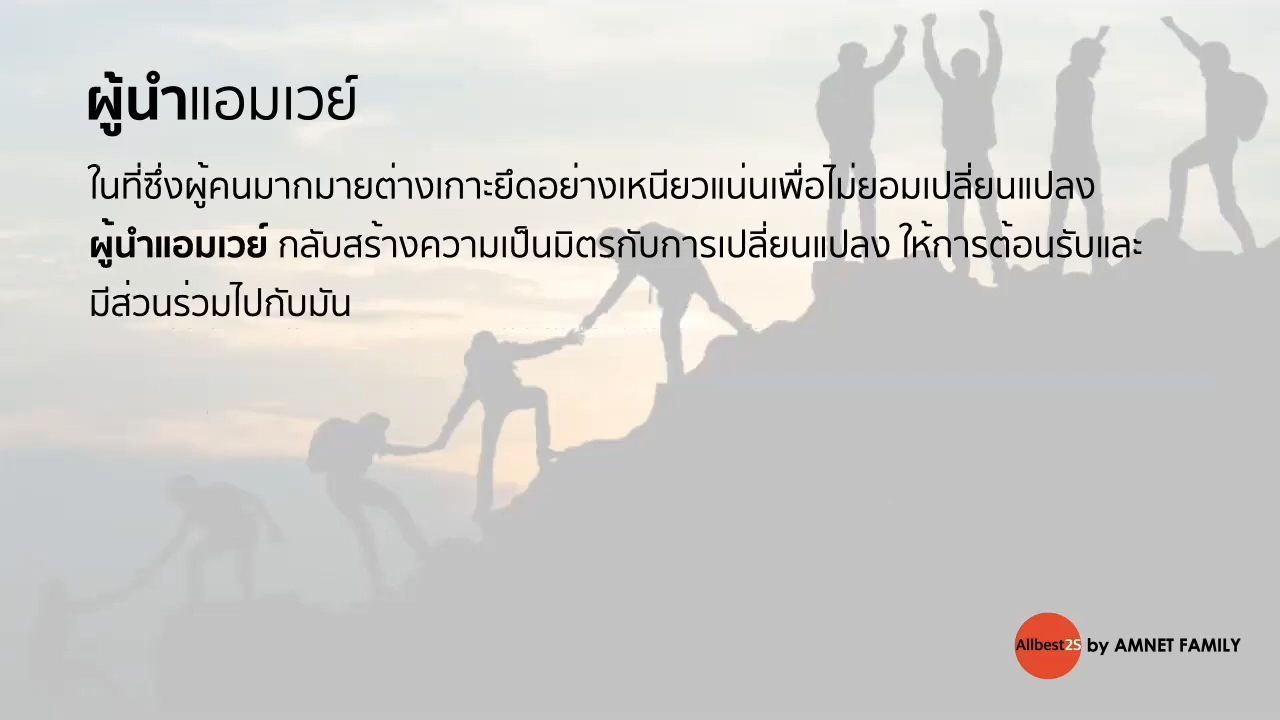 ผู้นำแอมเวย์
ในที่ซึ่งผู้คนมากมายต่างเกาะยึดอย่างเหนียวแน่นเพื่อไม่ยอมเปลี่ยนแปลง
ผู้นำแอมเวย์ กลับสร้างความเป็นมิตรกับการเปลี่ยนแปลง ให้การต้อนรับและ
มีส่วนร่วมไปกับมัน
Allbest2S by AMNET FAMILY